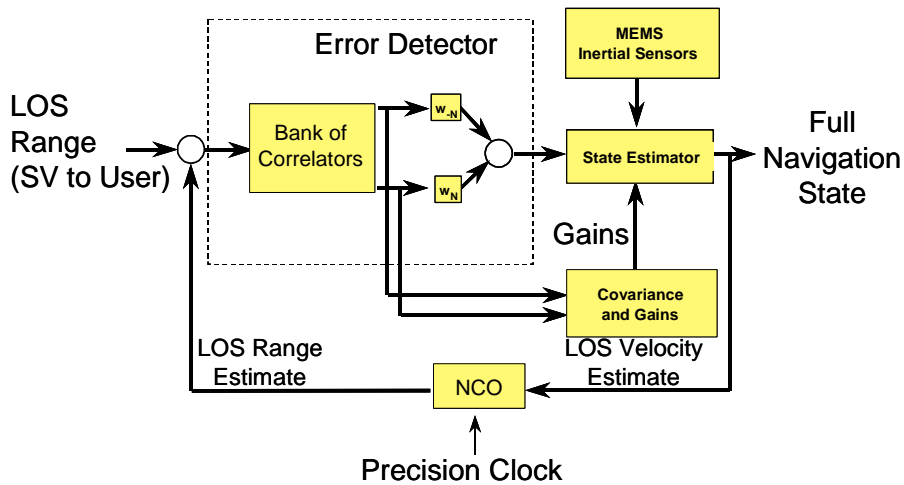 Error Detector
MEMS
Inertial Sensors
LOS
Range
(SV to User)
Bank of
Correlators
w-N
wN
State Estimator
Full
Navigation
State
Gains
Covariance
and Gains
LOS Range
Estimate
LOS Velocity
Estimate
NCO
Precision Clock